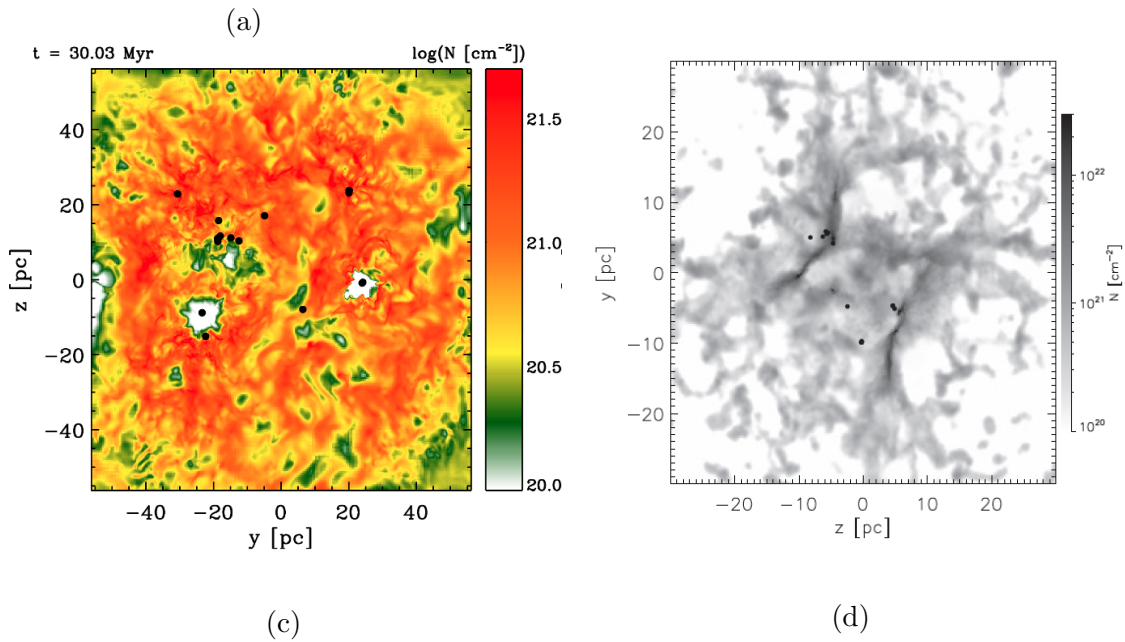 (a)
t = 30.03 Myr
log(N [cm⁻²])
40
20
0
−20
−40
z [pc]
−40
−20
0
20
40
y [pc]
21.5
21.0
20.5
20.0
20
10
0
−10
−20
y [pc]
−20
−10
0
10
20
z [pc]
10²²
10²¹
10²⁰
N [cm⁻²]
(c)
(d)